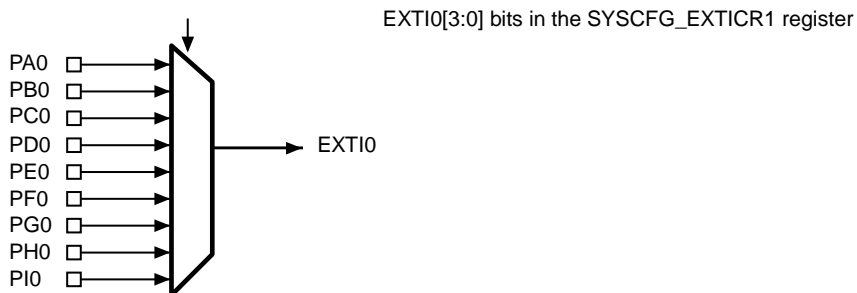 EXTI0[3:0] bits in the SYSCFG_EXTICR1 register
PA0
PB0
PC0
PD0
PE0
PF0
PG0
PH0
PI0
EXTI0